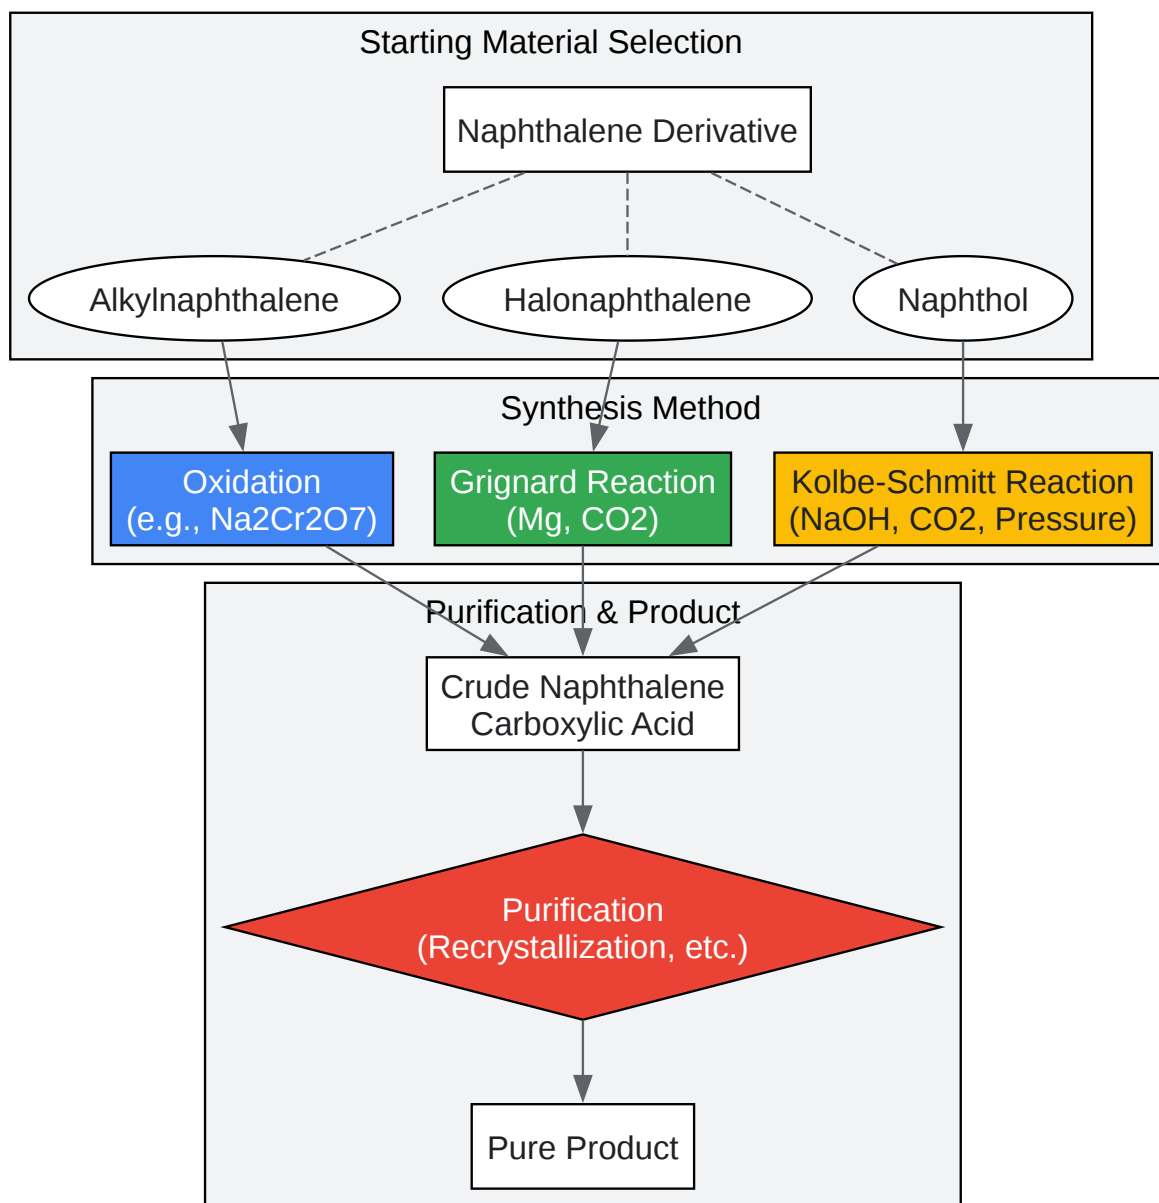 Starting Material Selection
Naphthalene Derivative
Alkylnaphthalene
Halonaphthalene
Naphthol
Synthesis Method
Oxidation
(e.g., Na2Cr2O7)
Grignard Reaction
(Mg, CO2)
Kolbe-Schmitt Reaction
(NaOH, CO2, Pressure)
Purification & Product
Crude Naphthalene
Carboxylic Acid
Purification
(Recrystallization, etc.)
Pure Product